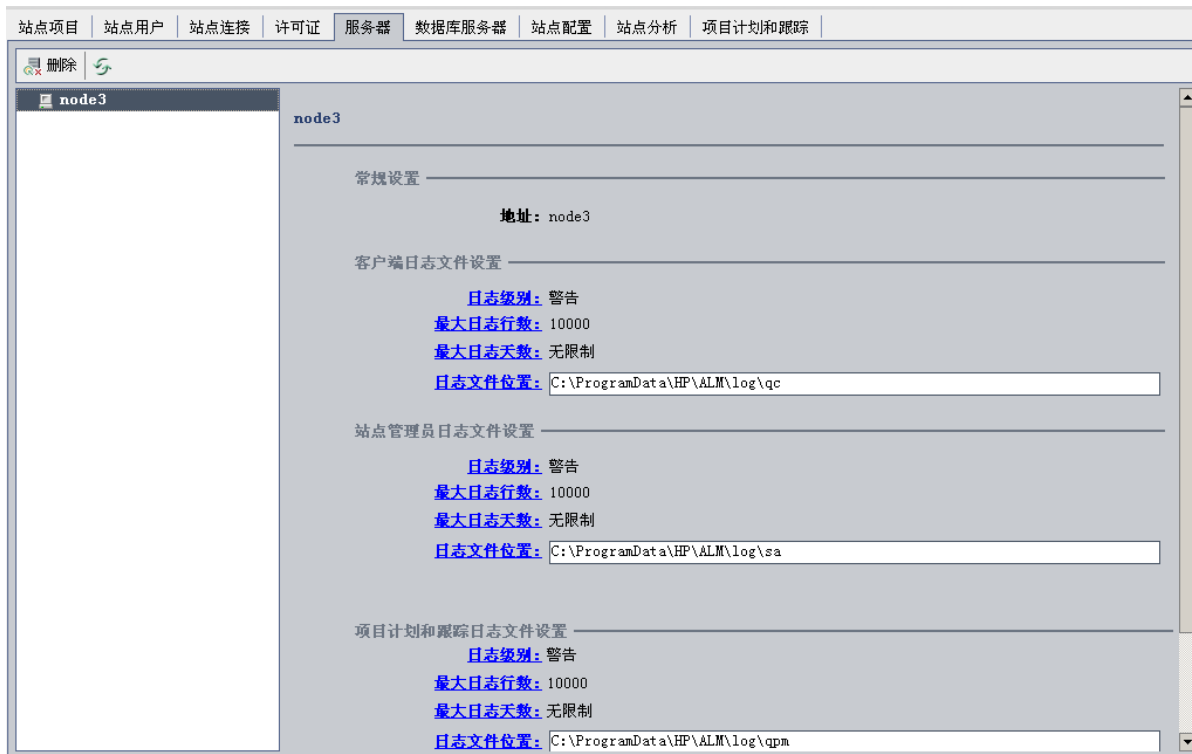 站点项目 站点用户 站点连接 许可证 服务器 数据库服务器 站点配置 站点分析 项目计划和跟踪
删除
node3
node3
常规设置
地址: node3
客户端日志文件设置
日志级别: 警告
最大日志行数: 10000
最大日志天数: 无限制
日志文件位置: C:\ProgramData\HP\ALM\log\qc
站点管理员日志文件设置
日志级别: 警告
最大日志行数: 10000
最大日志天数: 无限制
日志文件位置: C:\ProgramData\HP\ALM\log\sa
项目计划和跟踪日志文件设置
日志级别: 警告
最大日志行数: 10000
最大日志天数: 无限制
日志文件位置: C:\ProgramData\HP\ALM\log\qpm